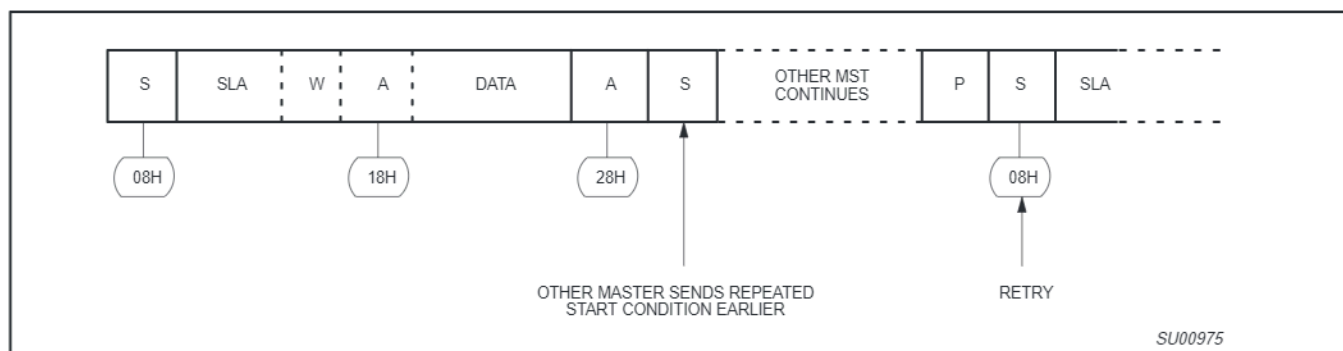 S SLA W A DATA A S OTHER MST P S SLA
CONTINUES
08H 18H 28H 08H
OTHER MASTER SENDS REPEATED RETRY
START CONDITION EARLIER
SU00975